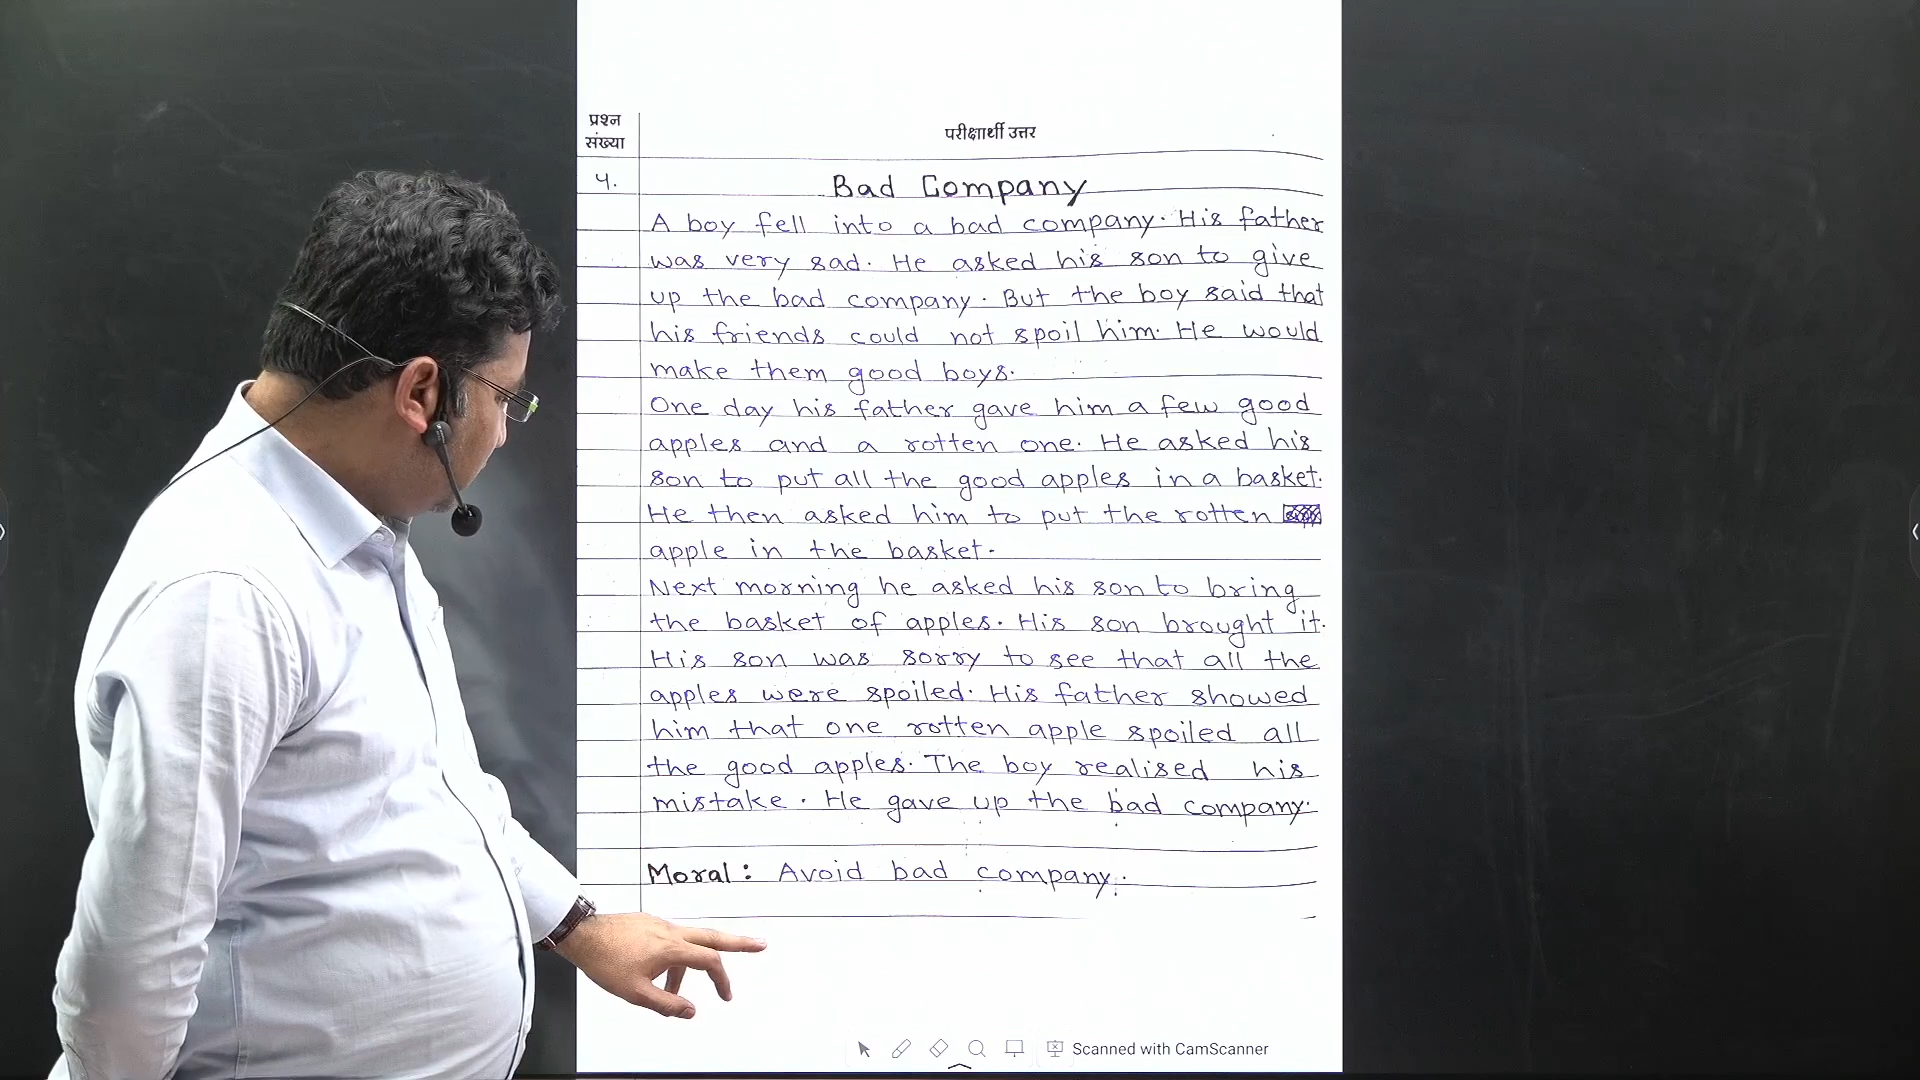 प्रश्न
संख्या
परीक्षार्थी उत्तर
4.
Bad Company
A boy fell into a bad company. His father
was very sad. He asked his son to give
up the bad company. But the boy said that
his friends could not spoil him. He would
make them good boys.
One day his father gave him a few good
apples and a rotten one. He asked his
son to put all the good apples in a basket.
He then asked him to put the rotten
apple in the basket.
Next morning he asked his son to bring
the basket of apples. His son brought it.
His son was sorry to see that all the
apples were spoiled. His father showed
him that one rotten apple spoiled all
the good apples. The boy realised his
mistake. He gave up the bad company.
Moral: Avoid bad company.
Scanned with CamScanner